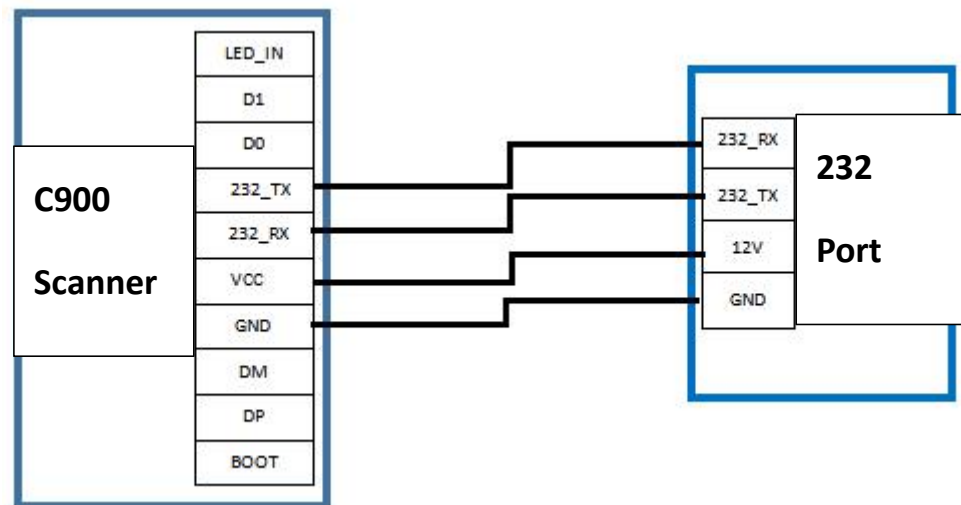 LED_IN
D1
D0
232_TX
232_RX
VCC
GND
DM
DP
BOOT
C900
Scanner
232_RX
232_TX
12V
GND
232
Port